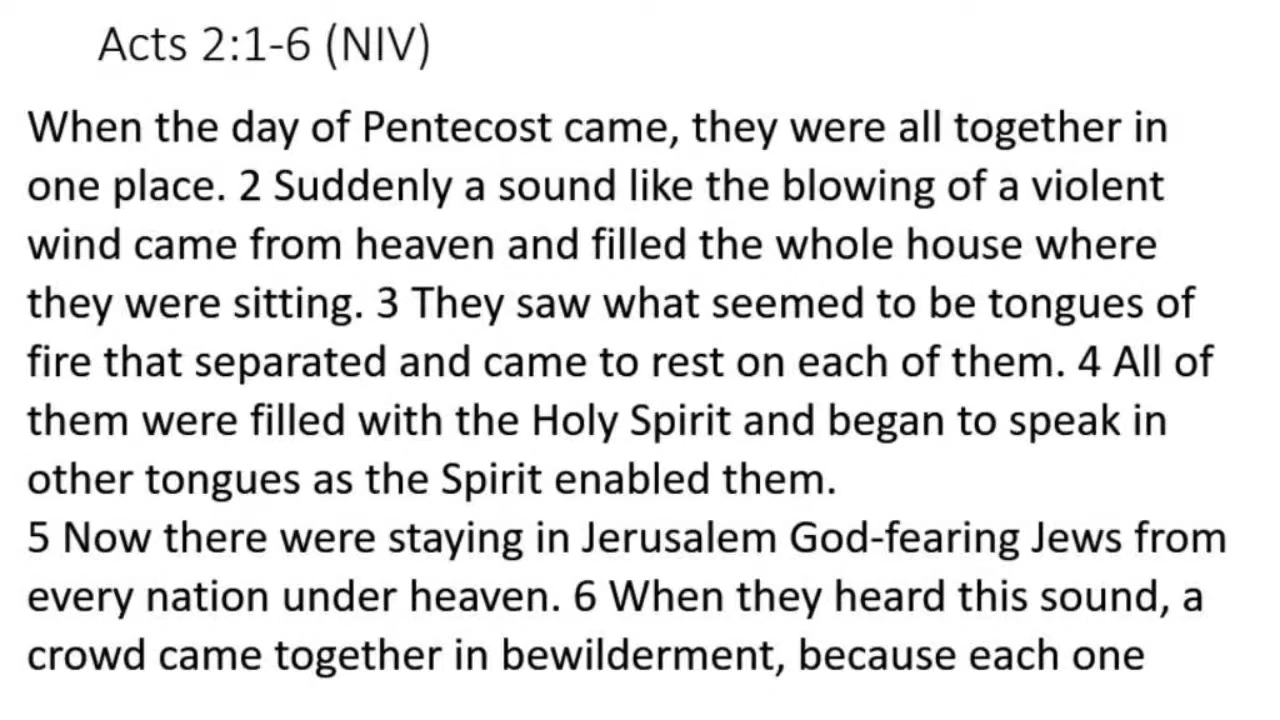 Acts 2:1-6 (NIV)
When the day of Pentecost came, they were all together in
one place. 2 Suddenly a sound like the blowing of a violent
wind came from heaven and filled the whole house where
they were sitting. 3 They saw what seemed to be tongues of
fire that separated and came to rest on each of them. 4 All of
them were filled with the Holy Spirit and began to speak in
other tongues as the Spirit enabled them.
5 Now there were staying in Jerusalem God-fearing Jews from
every nation under heaven. 6 When they heard this sound, a
crowd came together in bewilderment, because each one